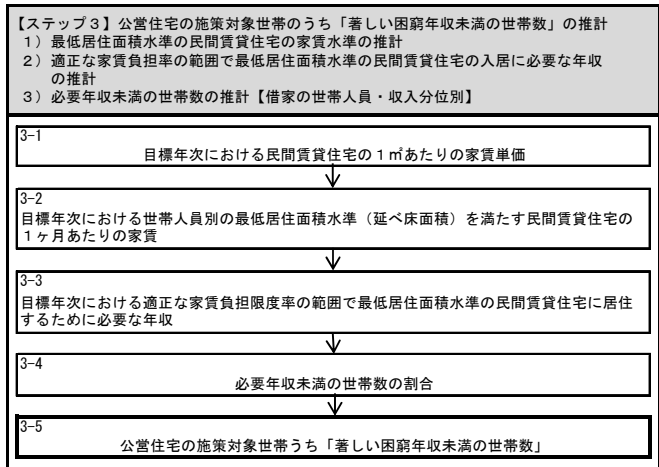 【ステップ3】公営住宅の施策対象世帯のうち「著しい困窮年収未満の世帯数」の推計
1）最低居住面積水準の民間賃貸住宅の家賃水準の推計
2）適正な家賃負担率の範囲で最低居住面積水準の民間賃貸住宅の入居に必要な年収
の推計
3）必要年収未満の世帯数の推計【借家の世帯人員・収入分位別】
3-1
目標年次における民間賃貸住宅の1㎡あたりの家賃単価
3-2
目標年次における世帯人員別の最低居住面積水準（延べ床面積）を満たす民間賃貸住宅の
1ヶ月あたりの家賃
3-3
目標年次における適正な家賃負担限度率の範囲で最低居住面積水準の民間賃貸住宅に居住
するために必要な年収
3-4
必要年収未満の世帯数の割合
3-5
公営住宅の施策対象世帯うち「著しい困窮年収未満の世帯数」